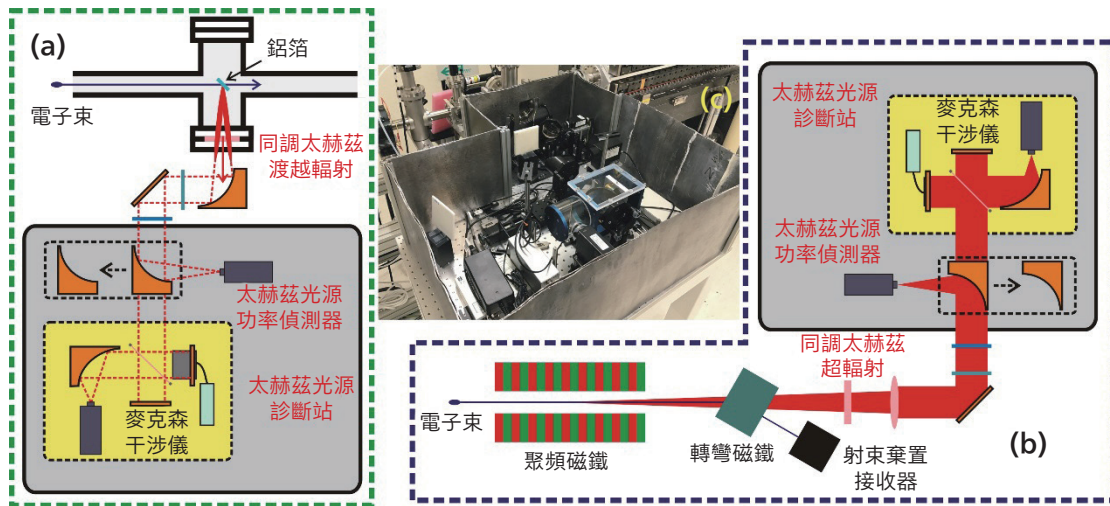 (a)
鋁箔
電子束
同調太赫茲
渡越輻射
太赫茲光源
功率偵測器
太赫茲光源
診斷站
麥克森
干涉儀
(c)
太赫茲光源
診斷站
麥克森
干涉儀
太赫茲光源
功率偵測器
同調太赫茲
超輻射
電子束
聚頻磁鐵
轉彎磁鐵
射束棄置
接收器
(b)